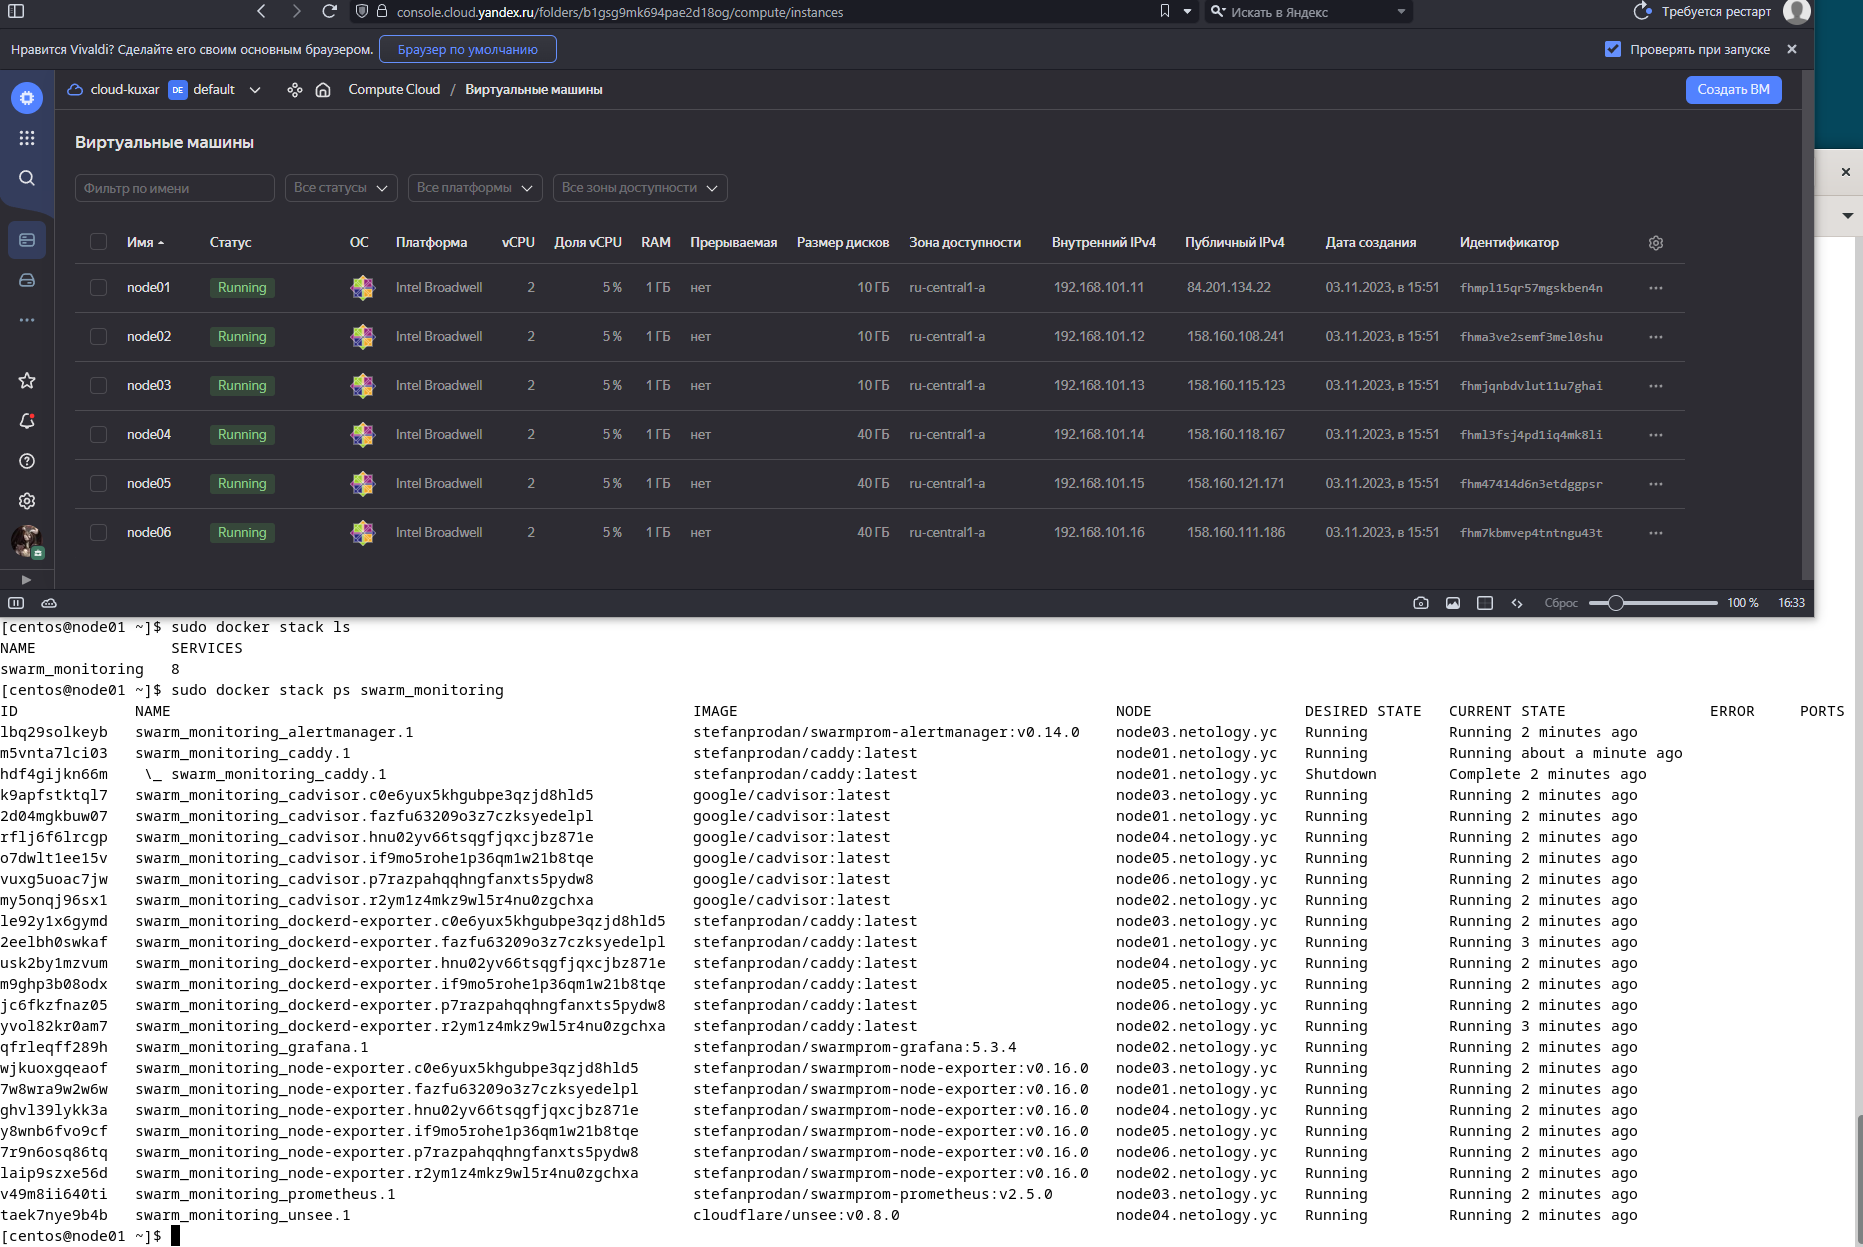 console.cloud.yandex.ru/folders/b1gsg9mk694pae2d18og/compute/instances
Искать в Яндекс
Требуется рестарт
Нравится Vivaldi? Сделайте его своим основным браузером.
Браузер по умолчанию
Проверять при запуске
cloud-kuxar DE default Compute Cloud / Виртуальные машины
Создать ВМ
Виртуальные машины
Фильтр по имени Все статусы Все платформы Все зоны доступности
Имя Статус ОС Платформа vCPU Доля vCPU RAM Прерываемая Размер дисков Зона доступности Внутренний IPv4 Публичный IPv4 Дата создания Идентификатор
node01 Running Intel Broadwell 2 5 % 1 ГБ нет 10 ГБ ru-central1-a 192.168.101.11 84.201.134.22 03.11.2023, в 15:51 fhmpl15qr57mgskben4n
node02 Running Intel Broadwell 2 5 % 1 ГБ нет 10 ГБ ru-central1-a 192.168.101.12 158.160.108.241 03.11.2023, в 15:51 fhma3ve2semf3mel0shu
node03 Running Intel Broadwell 2 5 % 1 ГБ нет 10 ГБ ru-central1-a 192.168.101.13 158.160.115.123 03.11.2023, в 15:51 fhmjqnbdvlut11u7ghai
node04 Running Intel Broadwell 2 5 % 1 ГБ нет 40 ГБ ru-central1-a 192.168.101.14 158.160.118.167 03.11.2023, в 15:51 fhml3fsj4pd1iq4mk8li
node05 Running Intel Broadwell 2 5 % 1 ГБ нет 40 ГБ ru-central1-a 192.168.101.15 158.160.121.171 03.11.2023, в 15:51 fhm47414d6n3etdggpsr
node06 Running Intel Broadwell 2 5 % 1 ГБ нет 40 ГБ ru-central1-a 192.168.101.16 158.160.111.186 03.11.2023, в 15:51 fhm7kbmvep4tntngu43t
Сброс 100 % 16:33
[centos@node01 ~]$ sudo docker stack ls
NAME SERVICES
swarm_monitoring 8
[centos@node01 ~]$ sudo docker stack ps swarm_monitoring
ID NAME IMAGE NODE DESIRED STATE CURRENT STATE ERROR PORTS
lbq29solkeyb swarm_monitoring_alertmanager.1 stefanprodan/swarmprom-alertmanager:v0.14.0 node03.netology.yc Running Running 2 minutes ago
m5vnta7lci03 swarm_monitoring_caddy.1 stefanprodan/caddy:latest node01.netology.yc Running Running about a minute ago
hdf4gijkn66m \_ swarm_monitoring_caddy.1 stefanprodan/caddy:latest node01.netology.yc Shutdown Complete 2 minutes ago
k9apfstktql7 swarm_monitoring_cadvisor.c0e6yux5khgubpe3qzjd8hld5 google/cadvisor:latest node03.netology.yc Running Running 2 minutes ago
2d04mgkbuw07 swarm_monitoring_cadvisor.fazfu63209o3z7czksyedelpl google/cadvisor:latest node01.netology.yc Running Running 2 minutes ago
rflj6f6lrcgp swarm_monitoring_cadvisor.hnu02yv66tsqgfjqxcjbz871e google/cadvisor:latest node04.netology.yc Running Running 2 minutes ago
o7dwlt1ee15v swarm_monitoring_cadvisor.if9mo5rohe1p36qm1w21b8tqe google/cadvisor:latest node05.netology.yc Running Running 2 minutes ago
vuxg5uoac7jw swarm_monitoring_cadvisor.p7razpahqqhngfanxts5pydw8 google/cadvisor:latest node06.netology.yc Running Running 2 minutes ago
my5onqj96sx1 swarm_monitoring_cadvisor.r2ym1z4mkz9wl5r4nu0zgchxa google/cadvisor:latest node02.netology.yc Running Running 2 minutes ago
le92y1x6gymd swarm_monitoring_dockerd-exporter.c0e6yux5khgubpe3qzjd8hld5 stefanprodan/caddy:latest node03.netology.yc Running Running 2 minutes ago
2eelbh0swkaf swarm_monitoring_dockerd-exporter.fazfu63209o3z7czksyedelpl stefanprodan/caddy:latest node01.netology.yc Running Running 3 minutes ago
usk2by1mzvum swarm_monitoring_dockerd-exporter.hnu02yv66tsqgfjqxcjbz871e stefanprodan/caddy:latest node04.netology.yc Running Running 2 minutes ago
m9ghp3b08odx swarm_monitoring_dockerd-exporter.if9mo5rohe1p36qm1w21b8tqe stefanprodan/caddy:latest node05.netology.yc Running Running 2 minutes ago
jc6fkzfnaz05 swarm_monitoring_dockerd-exporter.p7razpahqqhngfanxts5pydw8 stefanprodan/caddy:latest node06.netology.yc Running Running 2 minutes ago
yvol82kr0am7 swarm_monitoring_dockerd-exporter.r2ym1z4mkz9wl5r4nu0zgchxa stefanprodan/caddy:latest node02.netology.yc Running Running 3 minutes ago
qfrleqff289h swarm_monitoring_grafana.1 stefanprodan/swarmprom-grafana:5.3.4 node02.netology.yc Running Running 2 minutes ago
wjkuoxgqeaof swarm_monitoring_node-exporter.c0e6yux5khgubpe3qzjd8hld5 stefanprodan/swarmprom-node-exporter:v0.16.0 node03.netology.yc Running Running 2 minutes ago
7w8wra9w2w6w swarm_monitoring_node-exporter.fazfu63209o3z7czksyedelpl stefanprodan/swarmprom-node-exporter:v0.16.0 node01.netology.yc Running Running 2 minutes ago
ghvl39lykk3a swarm_monitoring_node-exporter.hnu02yv66tsqgfjqxcjbz871e stefanprodan/swarmprom-node-exporter:v0.16.0 node04.netology.yc Running Running 2 minutes ago
y8wnb6fvo9cf swarm_monitoring_node-exporter.if9mo5rohe1p36qm1w21b8tqe stefanprodan/swarmprom-node-exporter:v0.16.0 node05.netology.yc Running Running 2 minutes ago
7r9n6osq86tq swarm_monitoring_node-exporter.p7razpahqqhngfanxts5pydw8 stefanprodan/swarmprom-node-exporter:v0.16.0 node06.netology.yc Running Running 2 minutes ago
laip9szxe56d swarm_monitoring_node-exporter.r2ym1z4mkz9wl5r4nu0zgchxa stefanprodan/swarmprom-node-exporter:v0.16.0 node02.netology.yc Running Running 2 minutes ago
v49m8ii640ti swarm_monitoring_prometheus.1 stefanprodan/swarmprom-prometheus:v2.5.0 node03.netology.yc Running Running 2 minutes ago
taek7nye9b4b swarm_monitoring_unsee.1 cloudflare/unsee:v0.8.0 node04.netology.yc Running Running 2 minutes ago
[centos@node01 ~]$